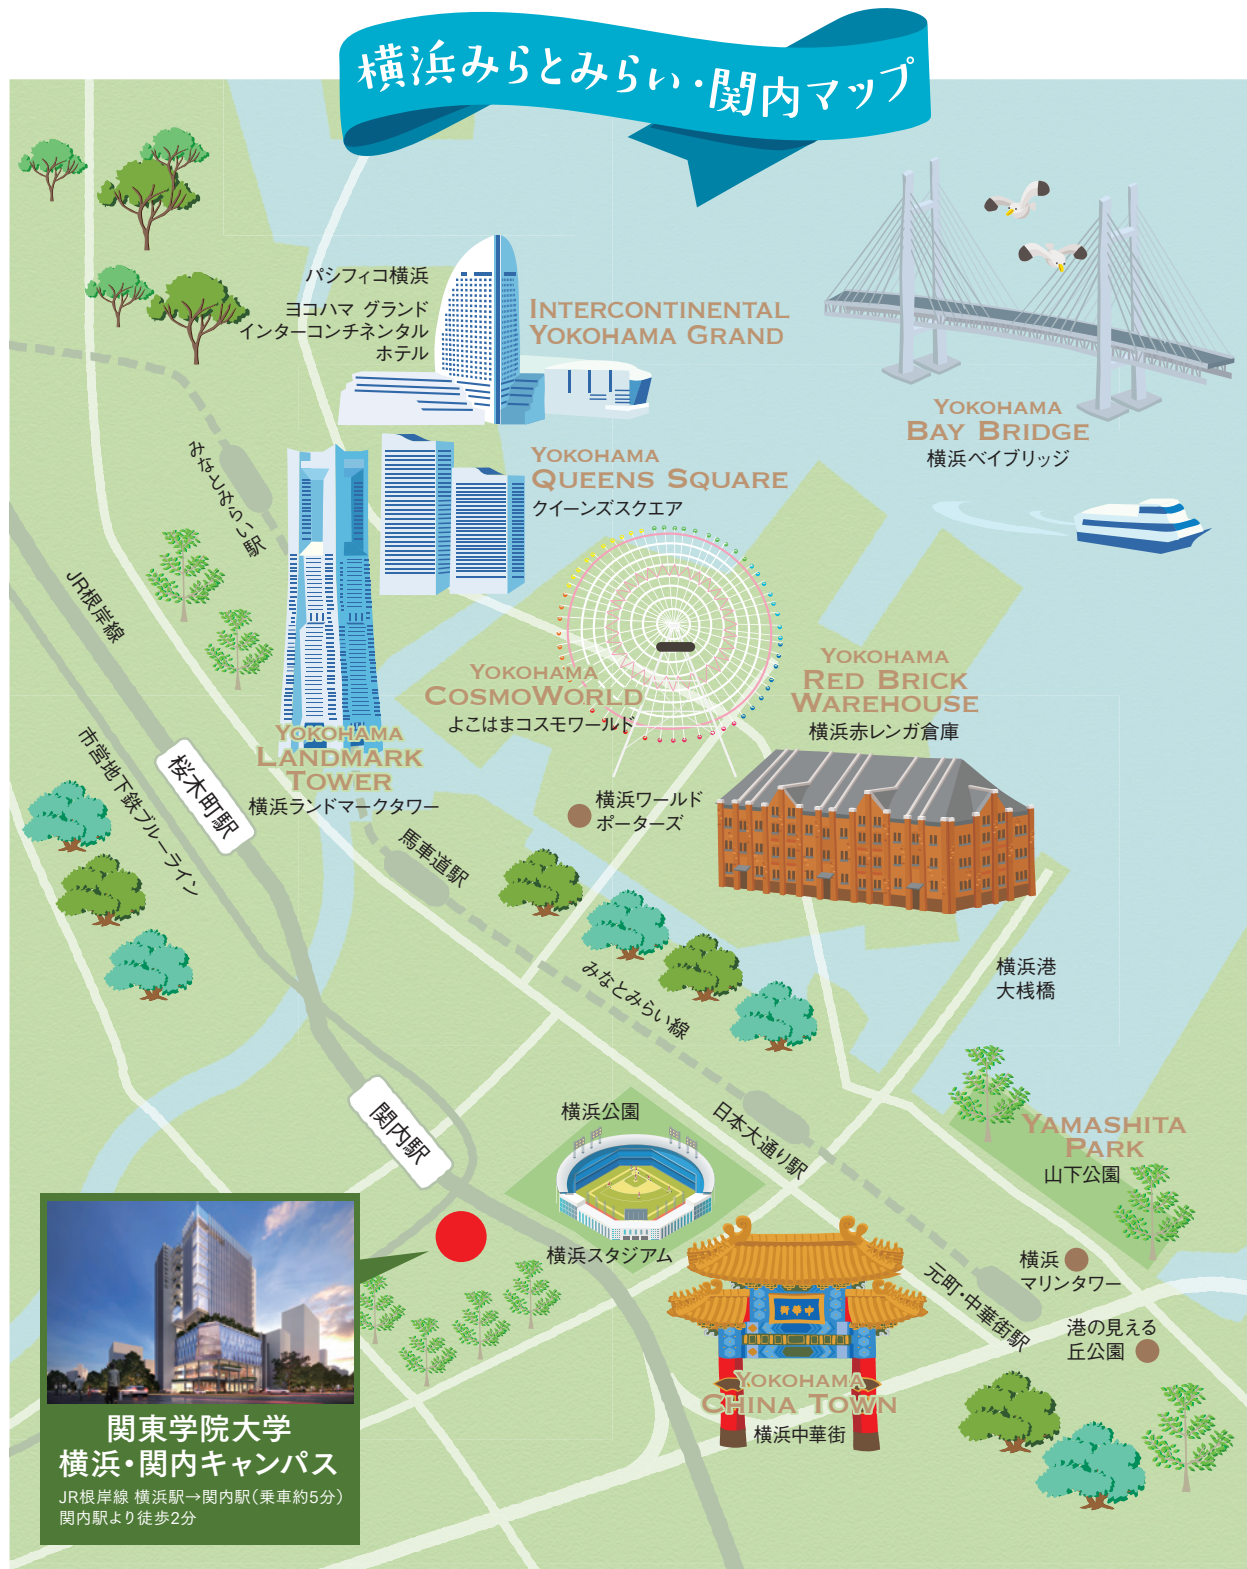 横浜みらとみらい・関内マップ
パシフィコ横浜
ヨコハマ グランド
インターコンチネンタル
ホテル
INTERCONTINENTAL
YOKOHAMA GRAND
YOKOHAMA
BAY BRIDGE
横浜ベイブリッジ
YOKOHAMA
QUEENS SQUARE
クイーンズスクエア
みなとみらい駅
JR根岸線
市営地下鉄ブルーライン
桜木町駅
YOKOHAMA
COSMOWORLD
よこはまコスモワールド
YOKOHAMA
RED BRICK
WAREHOUSE
横浜赤レンガ倉庫
YOKOHAMA
LANDMARK
TOWER
横浜ランドマークタワー
横浜ワールド
ポーターズ
馬車道駅
みなとみらい線
横浜港
大桟橋
関内駅
横浜公園
日本大通り駅
YAMASHITA
PARK
山下公園
横浜スタジアム
元町・中華街駅
横浜
マリンタワー
港の見える
丘公園
YOKOHAMA
CHINA TOWN
横浜中華街
関東学院大学
横浜・関内キャンパス
JR根岸線 横浜駅→関内駅（乗車約5分）
関内駅より徒歩2分